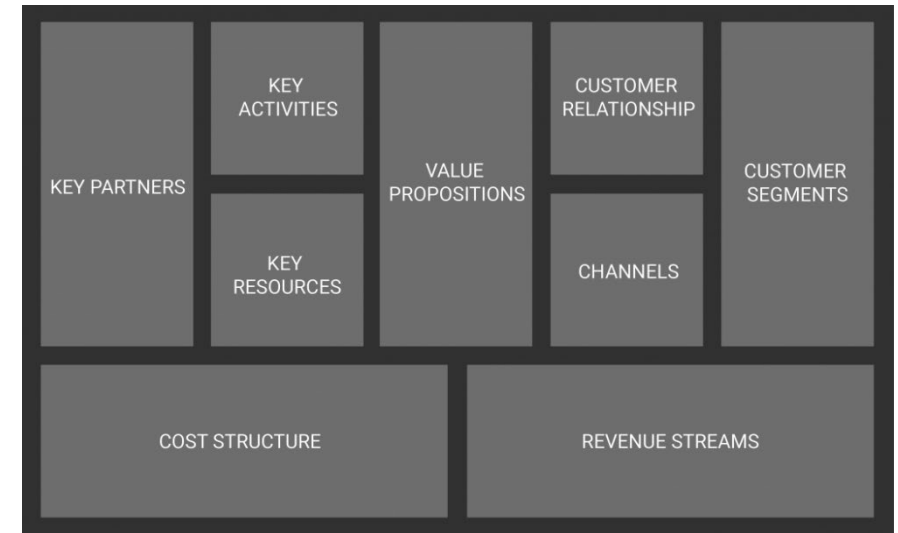 KEY PARTNERS
KEY
ACTIVITIES
KEY
RESOURCES
VALUE
PROPOSITIONS
CUSTOMER
RELATIONSHIP
CHANNELS
CUSTOMER
SEGMENTS
COST STRUCTURE
REVENUE STREAMS